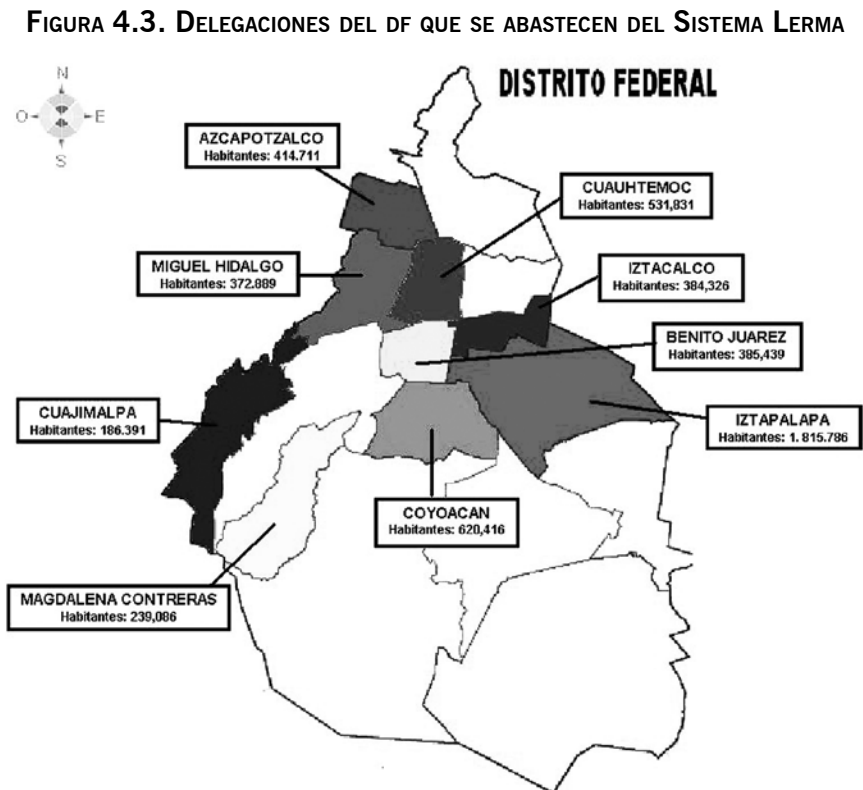 FIGURA 4.3. DELEGACIONES DEL DF QUE SE ABASTECEN DEL SISTEMA LERMA
DISTRITO FEDERAL
N
O
E
S
AZCAPOTZALCO
Habitantes: 414.711
CUAUHTEMOC
Habitantes: 531,831
MIGUEL HIDALGO
Habitantes: 372.889
IZTACALCO
Habitantes: 384,326
BENITO JUAREZ
Habitantes: 385,439
CUAJIMALPA
Habitantes: 186.391
IZTAPALAPA
Habitantes: 1. 815.786
COYOACAN
Habitantes: 620,416
MAGDALENA CONTRERAS
Habitantes: 239,086